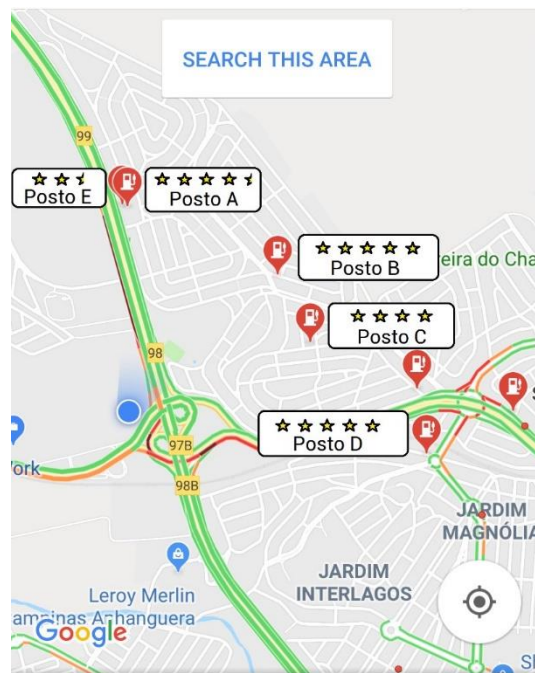 SEARCH THIS AREA
99
Posto E
Posto A
Posto B
eira do Cha
Posto C
98
Posto D
97B
98B
JARDIM
MAGNÓLIA
JARDIM
INTERLAGOS
Leroy Merlin
ampinas Anhanguera
Google